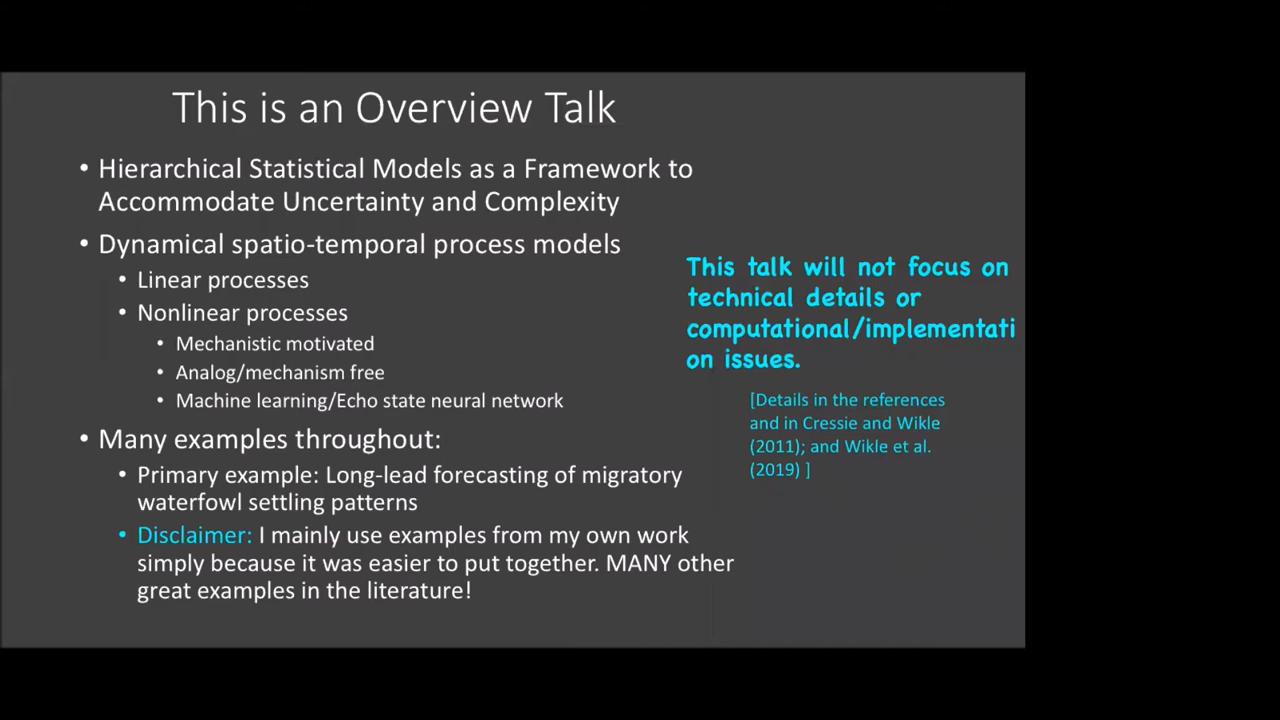 This is an Overview Talk
• Hierarchical Statistical Models as a Framework to
Accommodate Uncertainty and Complexity
• Dynamical spatio-temporal process models
• Linear processes
• Nonlinear processes
• Mechanistic motivated
• Analog/mechanism free
• Machine learning/Echo state neural network
• Many examples throughout:
• Primary example: Long-lead forecasting of migratory
waterfowl settling patterns
• Disclaimer: I mainly use examples from my own work
simply because it was easier to put together. MANY other
great examples in the literature!
This talk will not focus on
technical details or
computational/implementati
on issues.
[Details in the references
and in Cressie and Wikle
(2011); and Wikle et al.
(2019) ]